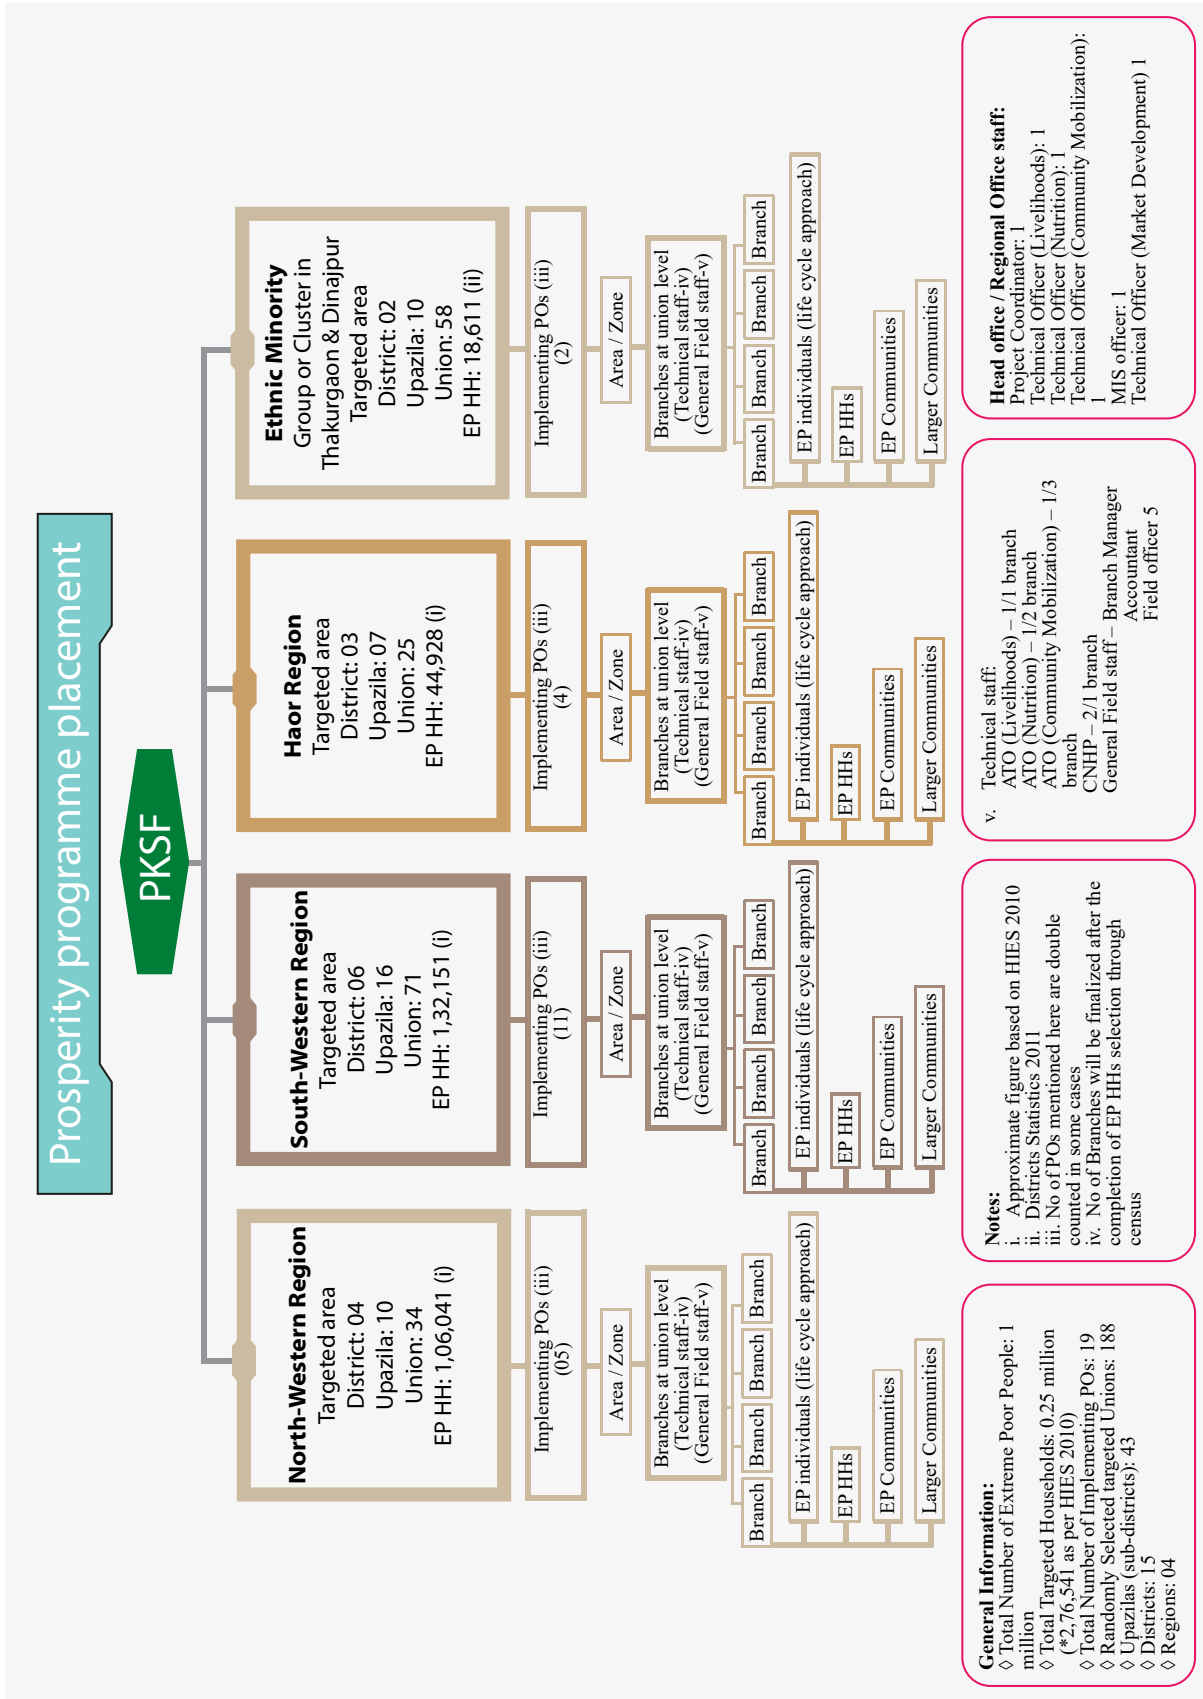 Prosperity programme placement
PKSF
North-Western Region
Targeted area
District: 04
Upazila: 10
Union: 34
EP HH: 1,06,041 (i)
Implementing POs (iii)
(05)
Area / Zone
Branches at union level
(Technical staff-iv)
(General Field staff-v)
Branch
Branch
Branch
Branch
EP individuals (life cycle approach)
EP HHs
EP Communities
Larger Communities
South-Western Region
Targeted area
District: 06
Upazila: 16
Union: 71
EP HH: 1,32,151 (i)
Implementing POs (iii)
(11)
Area / Zone
Branches at union level
(Technical staff-iv)
(General Field staff-v)
Branch
Branch
Branch
Branch
EP individuals (life cycle approach)
EP HHs
EP Communities
Larger Communities
Haor Region
Targeted area
District: 03
Upazila: 07
Union: 25
EP HH: 44,928 (i)
Implementing POs (iii)
(4)
Area / Zone
Branches at union level
(Technical staff-iv)
(General Field staff-v)
Branch
Branch
Branch
Branch
EP individuals (life cycle approach)
EP HHs
EP Communities
Larger Communities
Ethnic Minority
Group or Cluster in
Thakurgaon & DInajpur
Targeted area
District: 02
Upazila: 10
Union: 58
EP HH: 18,611 (ii)
Implementing POs (iii)
(2)
Area / Zone
Branches at union level
(Technical staff-iv)
(General Field staff-v)
Branch
Branch
Branch
Branch
EP individuals (life cycle approach)
EP HHs
EP Communities
Larger Communities
General Information:
◊ Total Number of Extreme Poor People: 1
million
◊ Total Targeted Households: 0.25 million
(*2,76,541 as per HIES 2010)
◊ Total Number of Implementing POs: 19
◊ Randomly Selected targeted Unions: 188
◊ Upazilas (sub-districts): 43
◊ Districts: 15
◊ Regions: 04
Notes:
i. Approximate figure based on HIES 2010
ii. Districts Statistics 2011
iii. No of POs mentioned here are double
counted in some cases
iv. No of Branches will be finalized after the
completion of EP HHs selection through
census
v. Technical staff:
ATO (Livelihoods) – 1/1 branch
ATO (Nutrition) – 1/2 branch
ATO (Community Mobilization) – 1/3
branch
CNHP – 2/1 branch
General Field staff – Branch Manager
Accountant
Field officer 5
Head office / Regional Office staff:
Project Coordinator: 1
Technical Officer (Livelihoods): 1
Technical Officer (Nutrition): 1
Technical Officer (Community Mobilization):
1
MIS officer: 1
Technical Officer (Market Development) 1